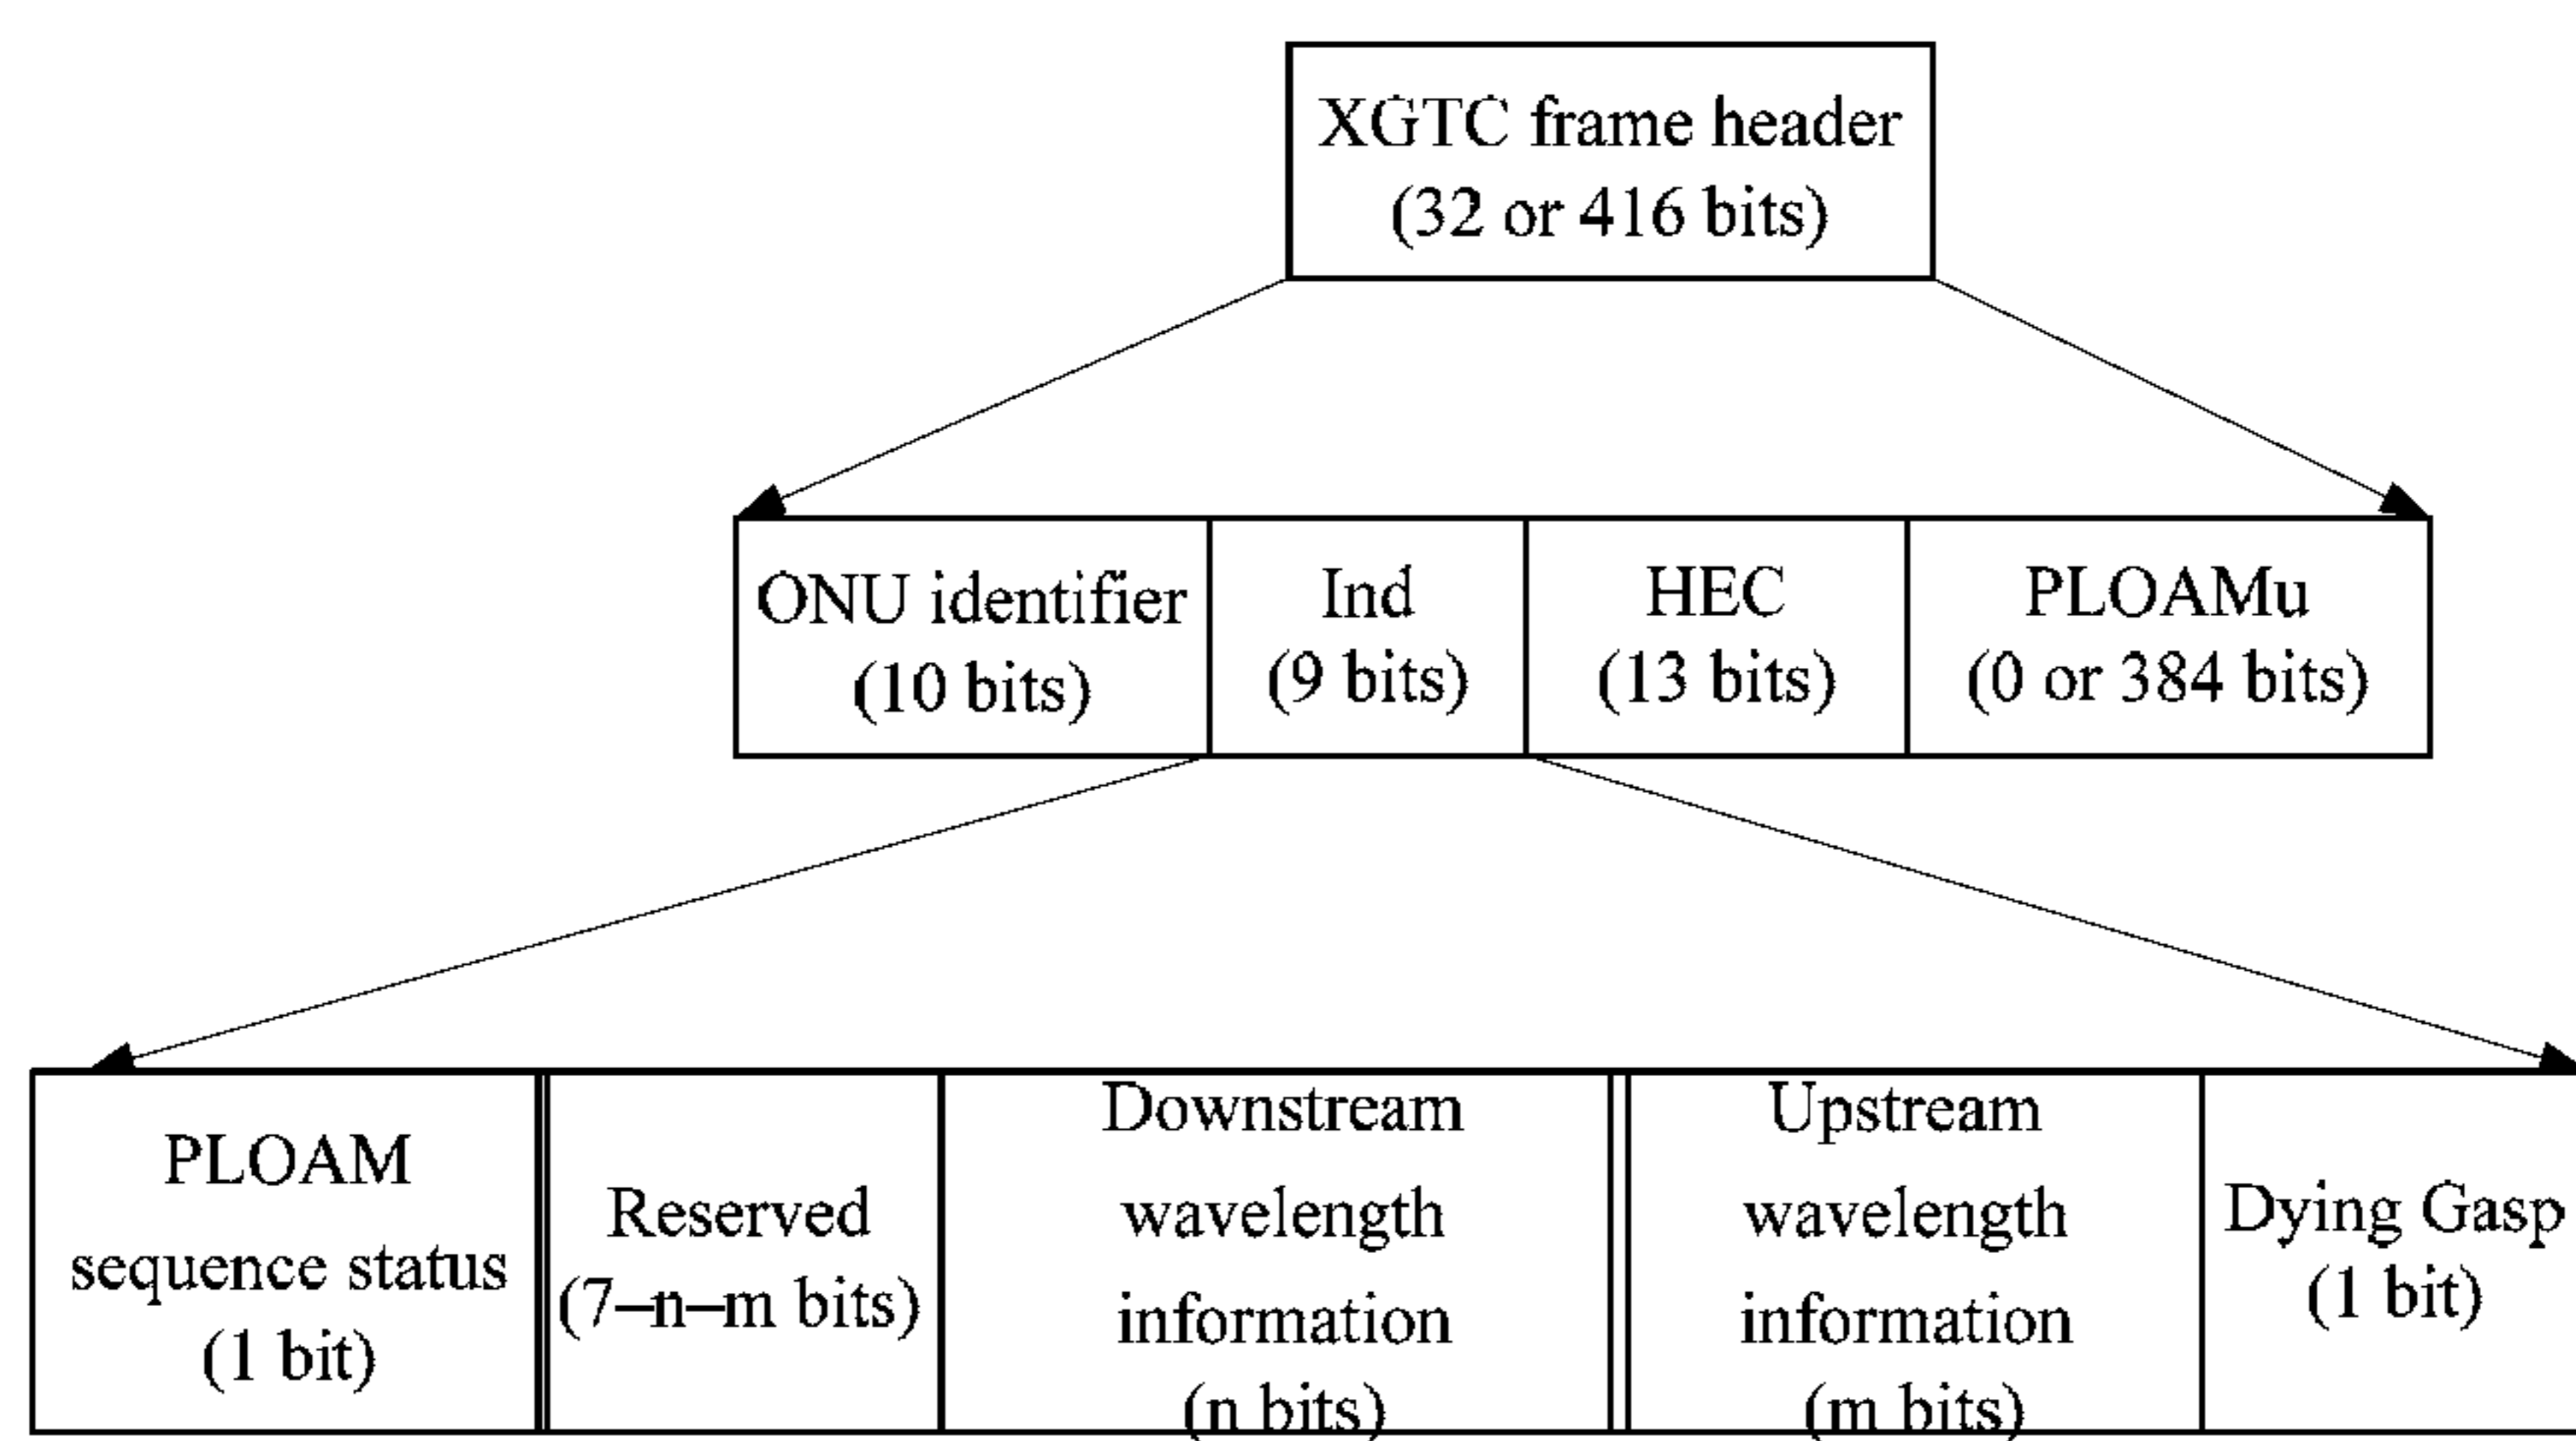 XGTC frame header
(32 or 416 bits)
ONU identifier
(10 bits)
Ind
(9 bits)
HEC
(13 bits)
PLOAMu
(0 or 384 bits)
PLOAM
sequence status
(1 bit)
Reserved
(7–n–m bits)
Downstream
wavelength
information
(n bits)
Upstream
wavelength
information
(m bits)
Dying Gasp
(1 bit)